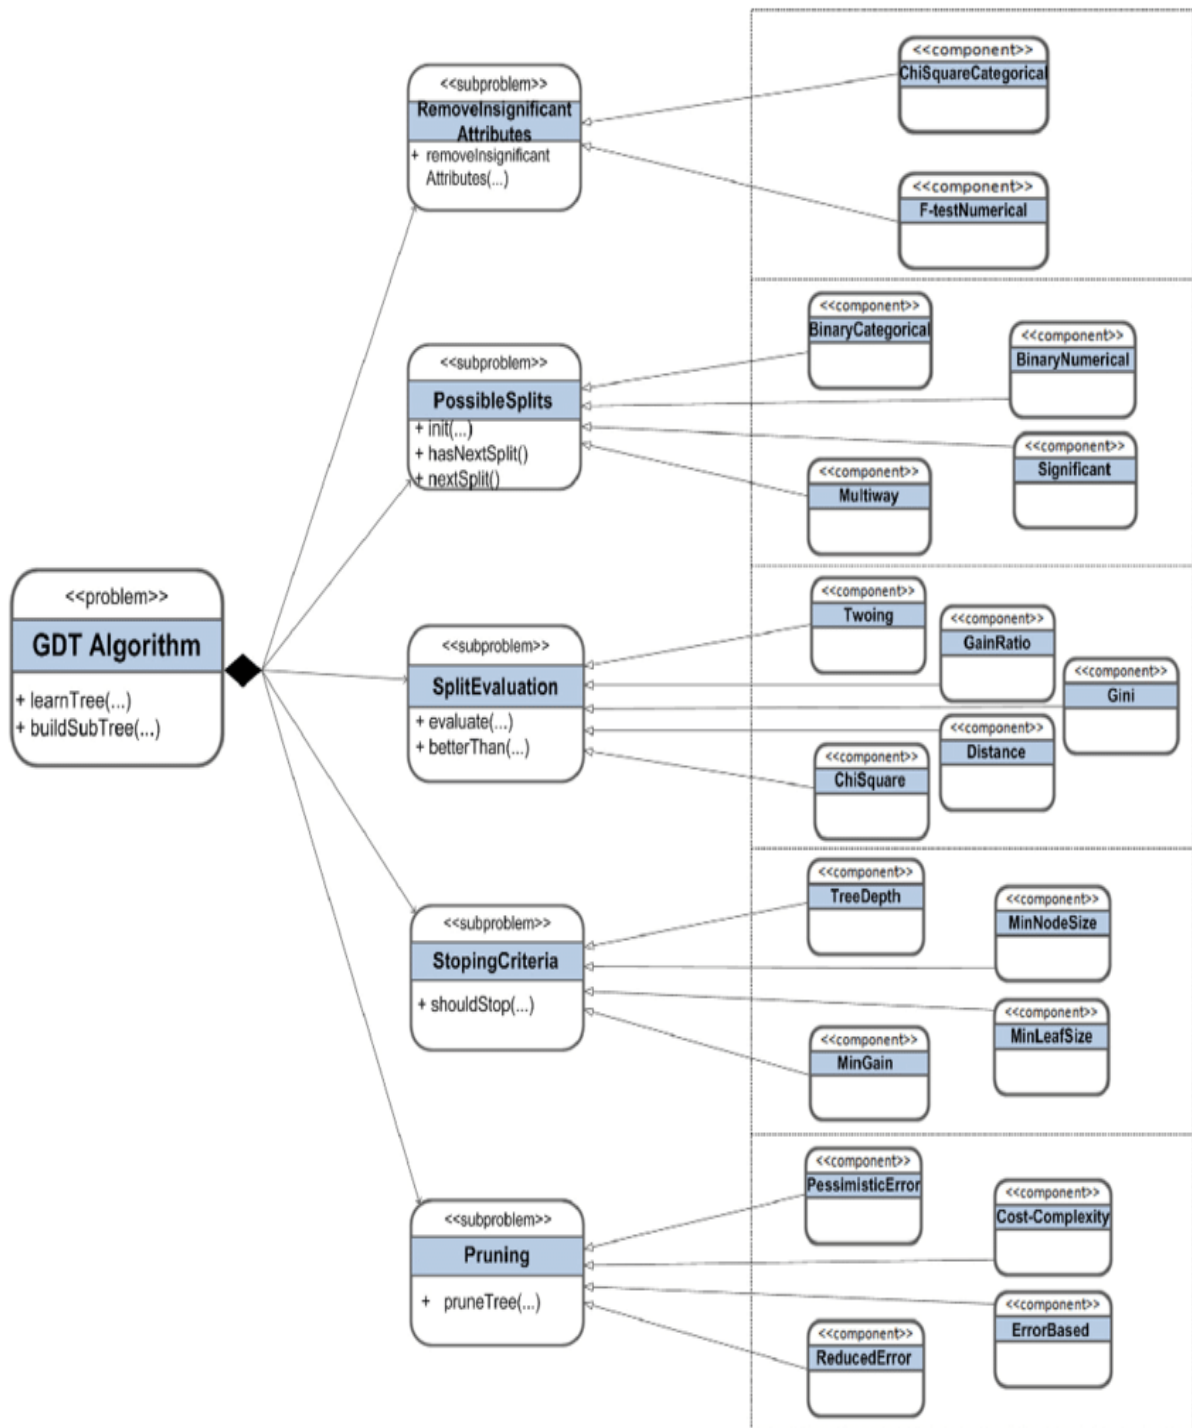 <<component>>
ChiSquareCategorical
<<subproblem>>
RemoveInsignificant
Attributes
+ removeInsignificant
Attributes(...)
<<component>>
F-testNumerical
<<component>>
BinaryCategorical
<<component>>
BinaryNumerical
<<subproblem>>
PossibleSplits
+ init(...)
+ hasNextSplit()
+ nextSplit()
<<component>>
Significant
<<component>>
Multiway
<<problem>>
GDT Algorithm
+ learnTree(...)
+ buildSubTree(...)
<<component>>
Twoing
<<component>>
GainRatio
<<component>>
Gini
<<subproblem>>
SplitEvaluation
+ evaluate(...)
+ betterThan(...)
<<component>>
Distance
<<component>>
ChiSquare
<<component>>
TreeDepth
<<component>>
MinNodeSize
<<subproblem>>
StopingCriteria
+ shouldStop(...)
<<component>>
MinLeafSize
<<component>>
MinGain
<<component>>
PessimisticError
<<component>>
Cost-Complexity
<<subproblem>>
Pruning
+ pruneTree(...)
<<component>>
ErrorBased
<<component>>
ReducedError